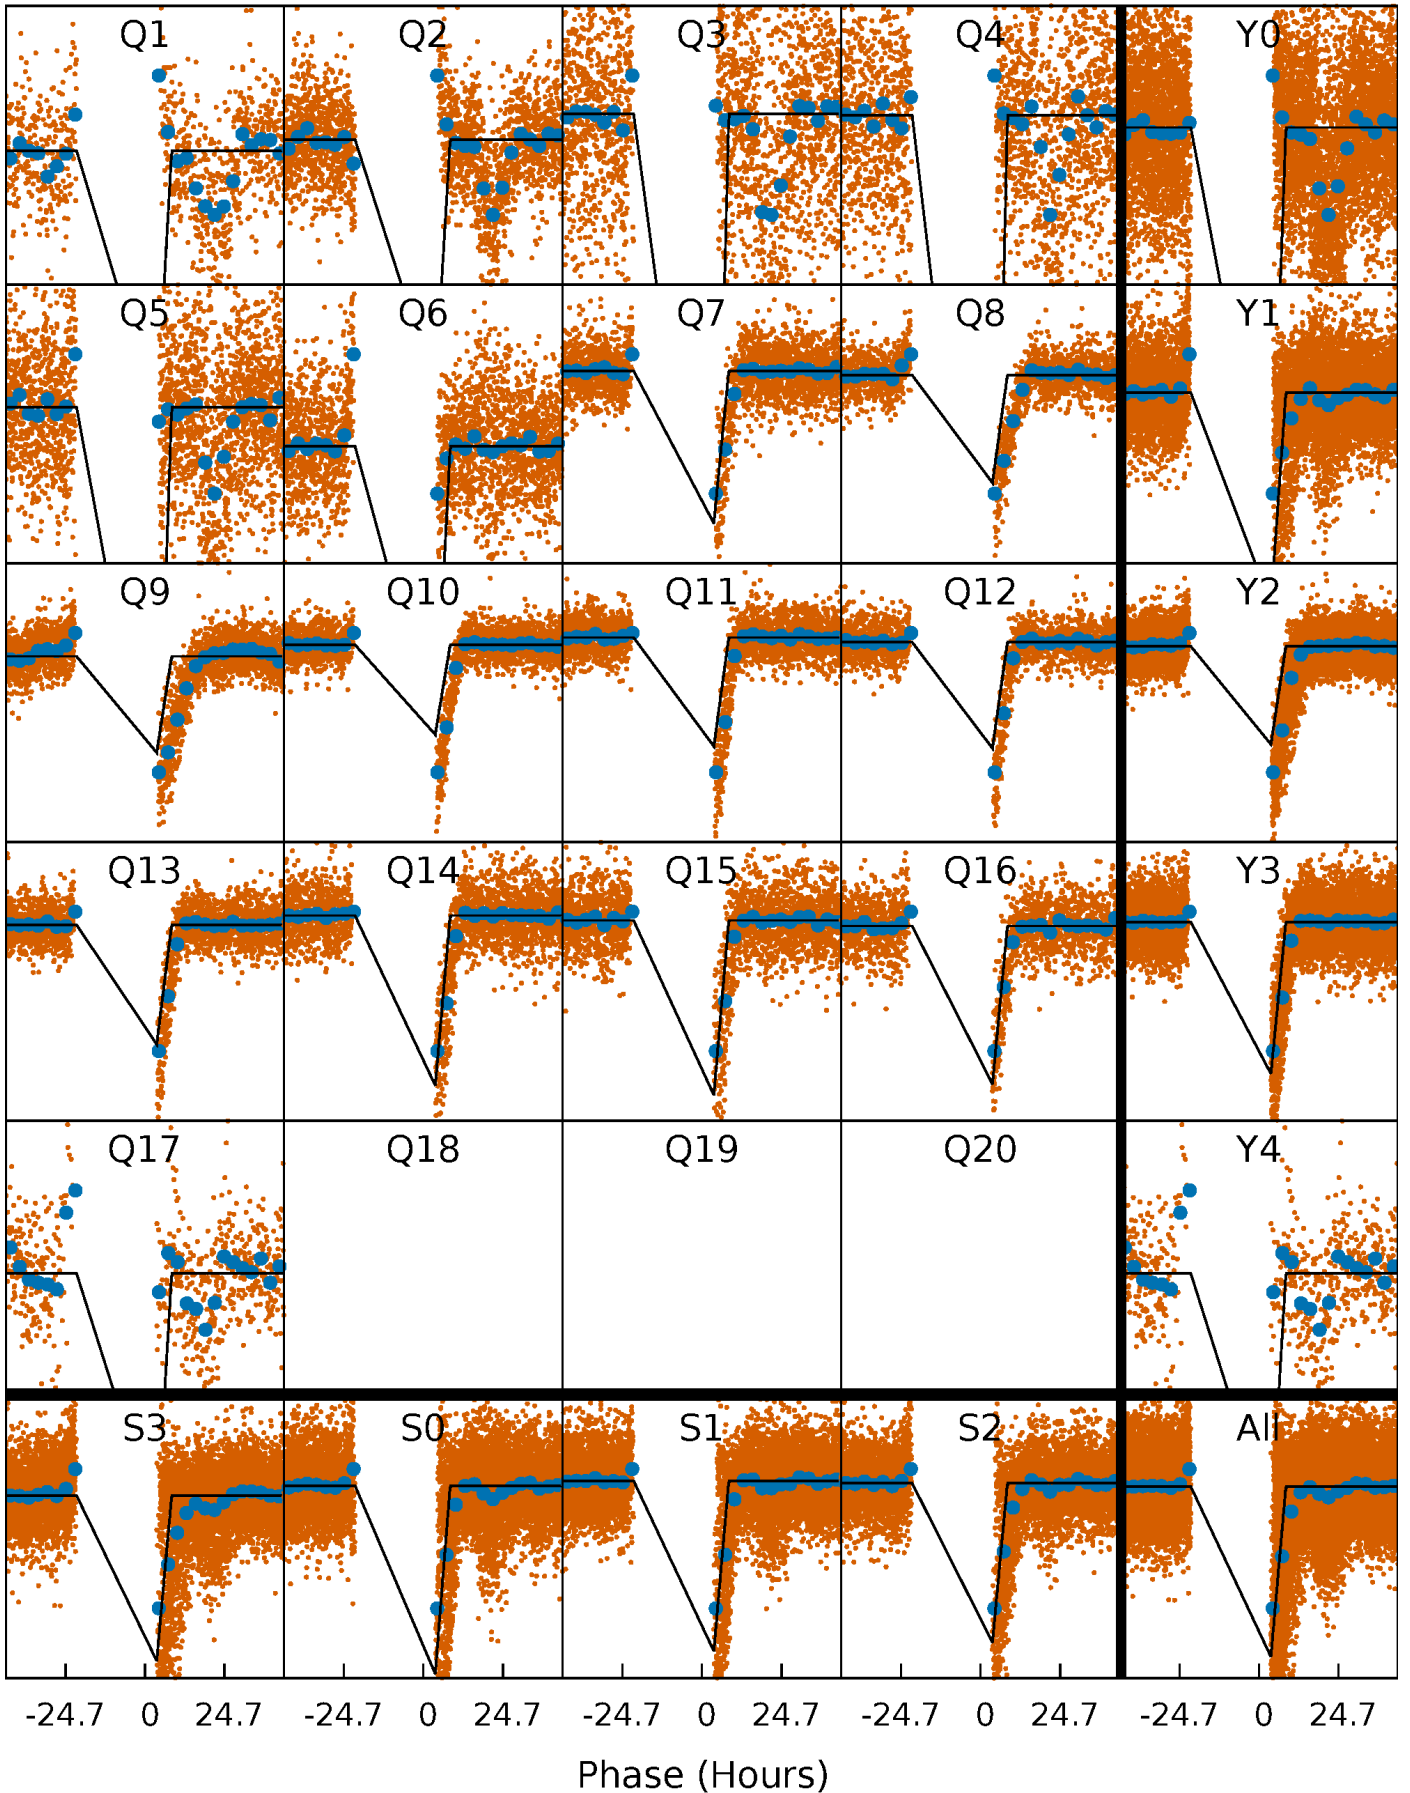 Q1 Q2 Q3 Q4 Y0
Q5 Q6 Q7 Q8 Y1
Q9 Q10 Q11 Q12 Y2
Q13 Q14 Q15 Q16 Y3
Q17 Q18 Q19 Q20 Y4
S3 S0 S1 S2 All
-24.7 0 24.7 -24.7 0 24.7 -24.7 0 24.7 -24.7 0 24.7 -24.7 0 24.7
Phase (Hours)